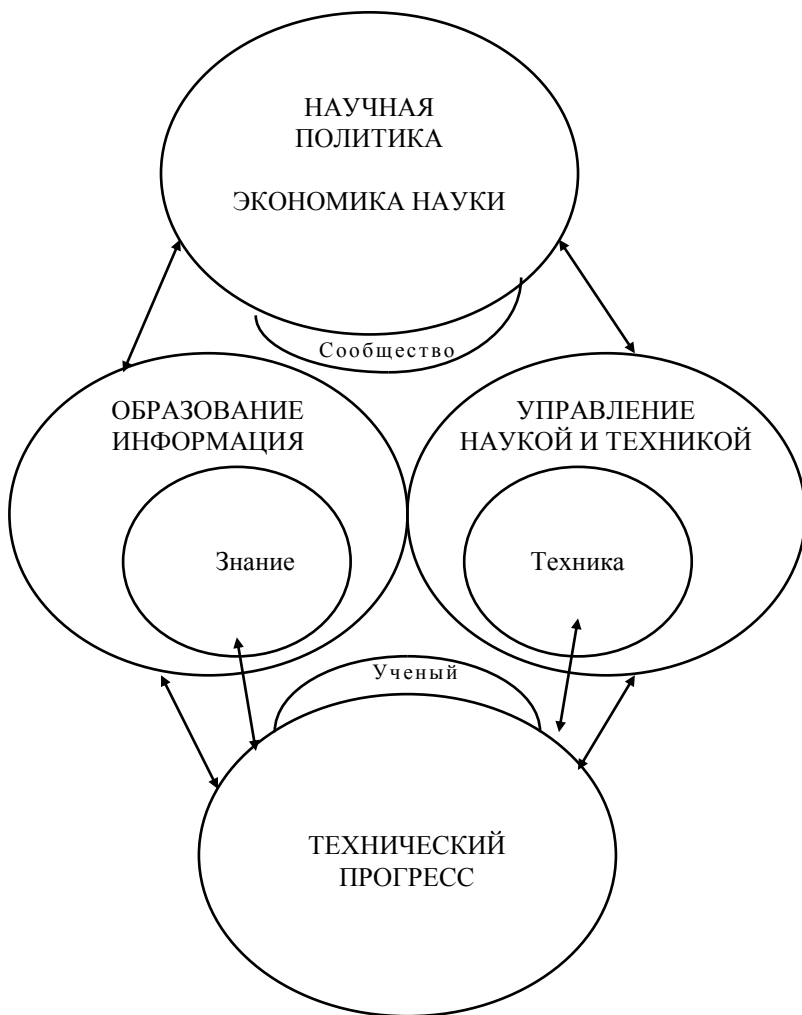 НАУЧНАЯ
ПОЛИТИКА
ЭКОНОМИКА НАУКИ
Сообщество
ОБРАЗОВАНИЕ
ИНФОРМАЦИЯ
УПРАВЛЕНИЕ
НАУКОЙ И ТЕХНИКОЙ
Знание
Техника
Ученый
ТЕХНИЧЕСКИЙ
ПРОГРЕСС